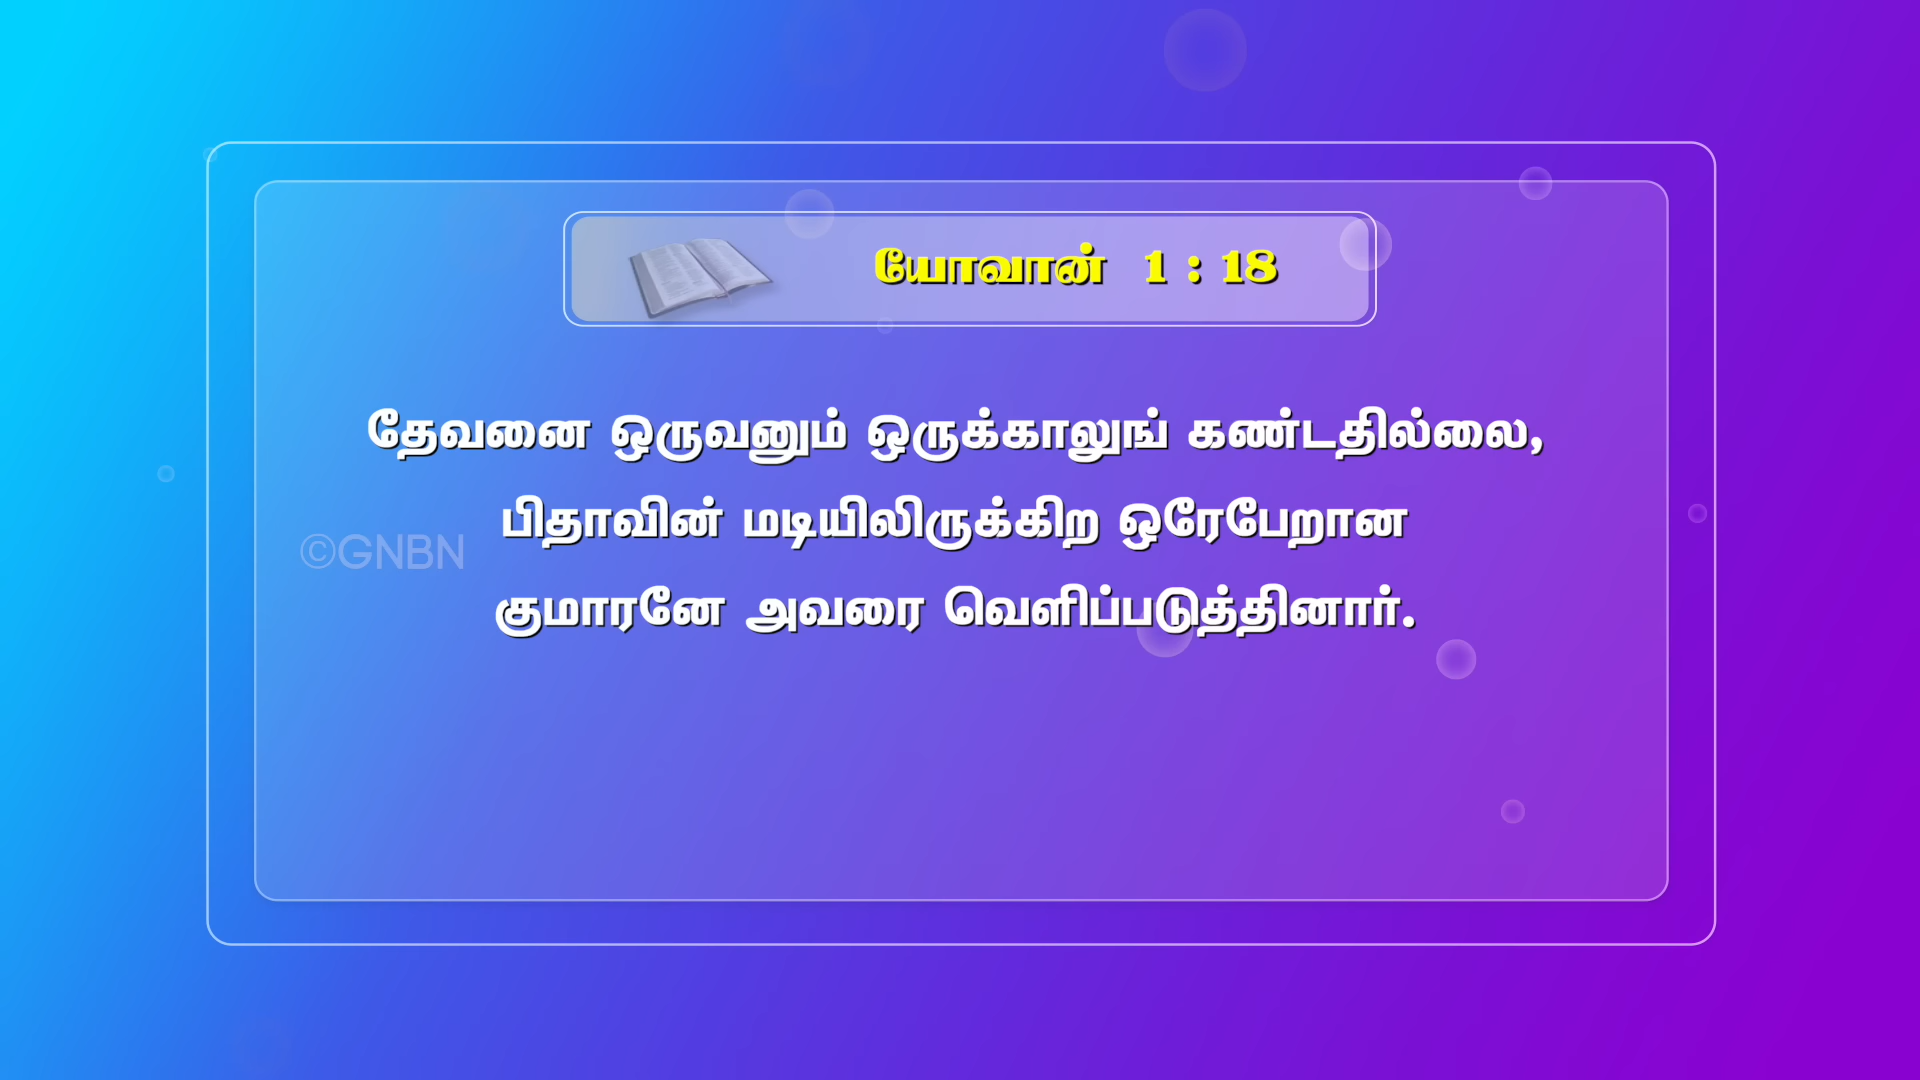 யோவான் 1 : 18
தேவனை ஒருவனும் ஒருக்காலுங் கண்டதில்லை,
பிதாவின் மடியிலிருக்கிற ஒரேபேறான
©GNBN
குமாரனே அவரை வெளிப்படுத்தினார்.